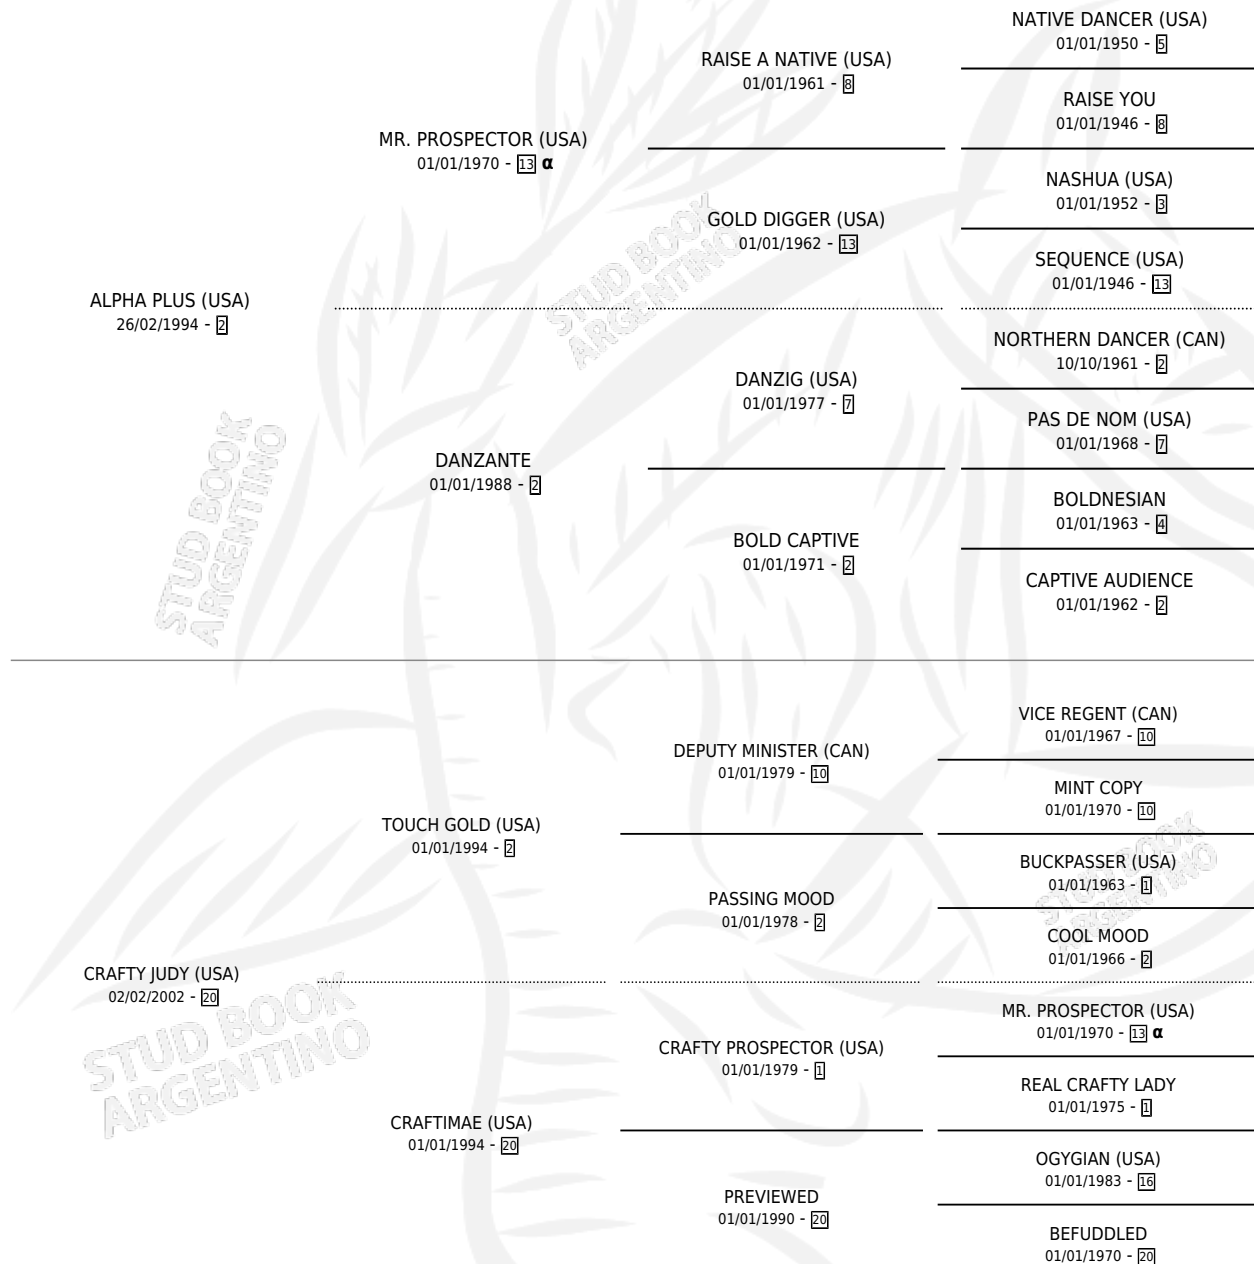 NATIVE DANCER (USA)
01/01/1950 - 5
RAISE A NATIVE (USA)
01/01/1961 - 8
RAISE YOU
01/01/1946 - 8
MR. PROSPECTOR (USA)
01/01/1970 - 13 α
NASHUA (USA)
01/01/1952 - 3
GOLD DIGGER (USA)
01/01/1962 - 13
SEQUENCE (USA)
01/01/1946 - 13
ALPHA PLUS (USA)
26/02/1994 - 2
STUD BOOK
ARGENTINO
NORTHERN DANCER (CAN)
10/10/1961 - 2
DANZIG (USA)
01/01/1977 - 7
PAS DE NOM (USA)
01/01/1968 - 7
DANZANTE
01/01/1988 - 2
BOLDNESIAN
01/01/1963 - 4
BOLD CAPTIVE
01/01/1971 - 2
CAPTIVE AUDIENCE
01/01/1962 - 2
STUD BOOK
ARGENTINO
VICE REGENT (CAN)
01/01/1967 - 10
DEPUTY MINISTER (CAN)
01/01/1979 - 10
MINT COPY
01/01/1970 - 10
TOUCH GOLD (USA)
01/01/1994 - 2
BUCKPASSER (USA)
01/01/1963 - 1
PASSING MOOD
01/01/1978 - 2
COOL MOOD
01/01/1966 - 2
STUD BOOK
ARGENTINO
CRAFTY JUDY (USA)
02/02/2002 - 20
MR. PROSPECTOR (USA)
01/01/1970 - 13 α
CRAFTY PROSPECTOR (USA)
01/01/1979 - 1
REAL CRAFTY LADY
01/01/1975 - 1
CRAFTIMAE (USA)
01/01/1994 - 20
OGYGIAN (USA)
01/01/1983 - 16
PREVIEWED
01/01/1990 - 20
BEFUDDLED
01/01/1970 - 20
STUD BOOK
ARGENTINO